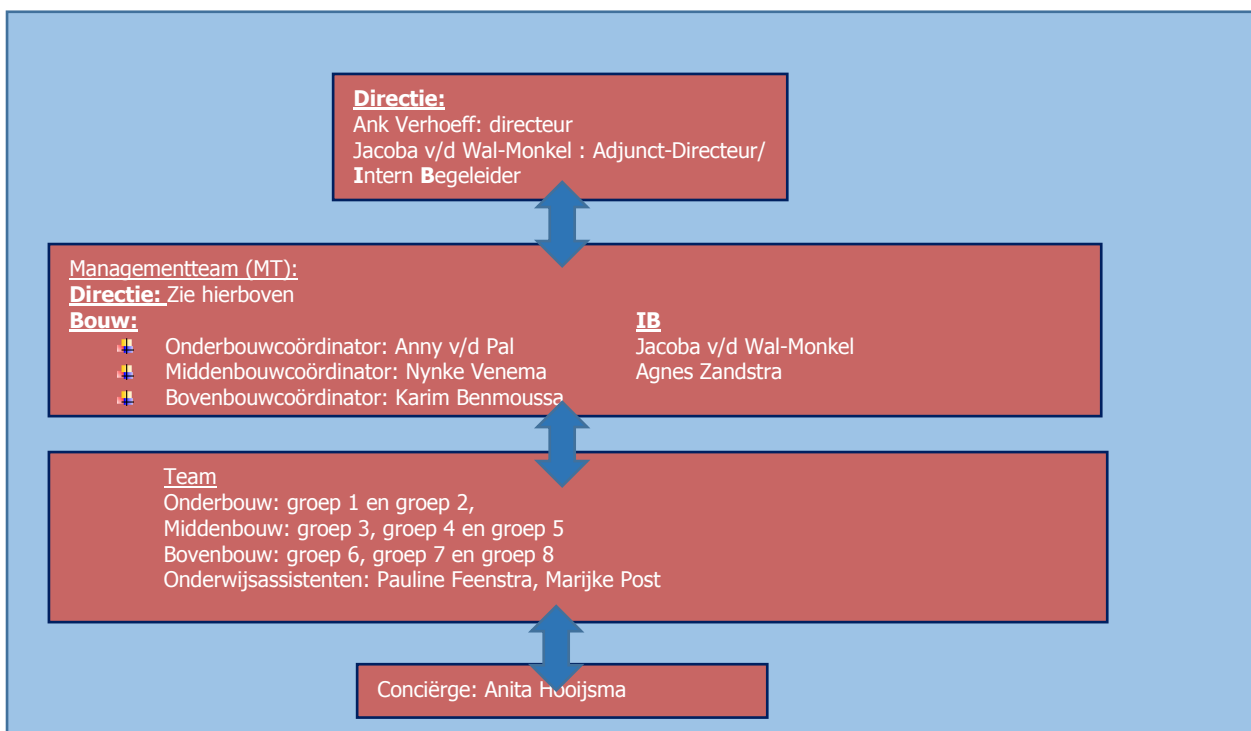 Directie:
Ank Verhoeff: directeur
Jacoba v/d Wal-Monkel : Adjunct-Directeur/
Intern Begeleider
Managementteam (MT):
Directie: Zie hierboven
Bouw:
Onderbouwcoördinator: Anny v/d Pal
Middenbouwcoördinator: Nynke Venema
Bovenbouwcoördinator: Karim Benmoussa
IB
Jacoba v/d Wal-Monkel
Agnes Zandstra
Team
Onderbouw: groep 1 en groep 2,
Middenbouw: groep 3, groep 4 en groep 5
Bovenbouw: groep 6, groep 7 en groep 8
Onderwijsassistenten: Pauline Feenstra, Marijke Post
Conciërge: Anita Hooijsma